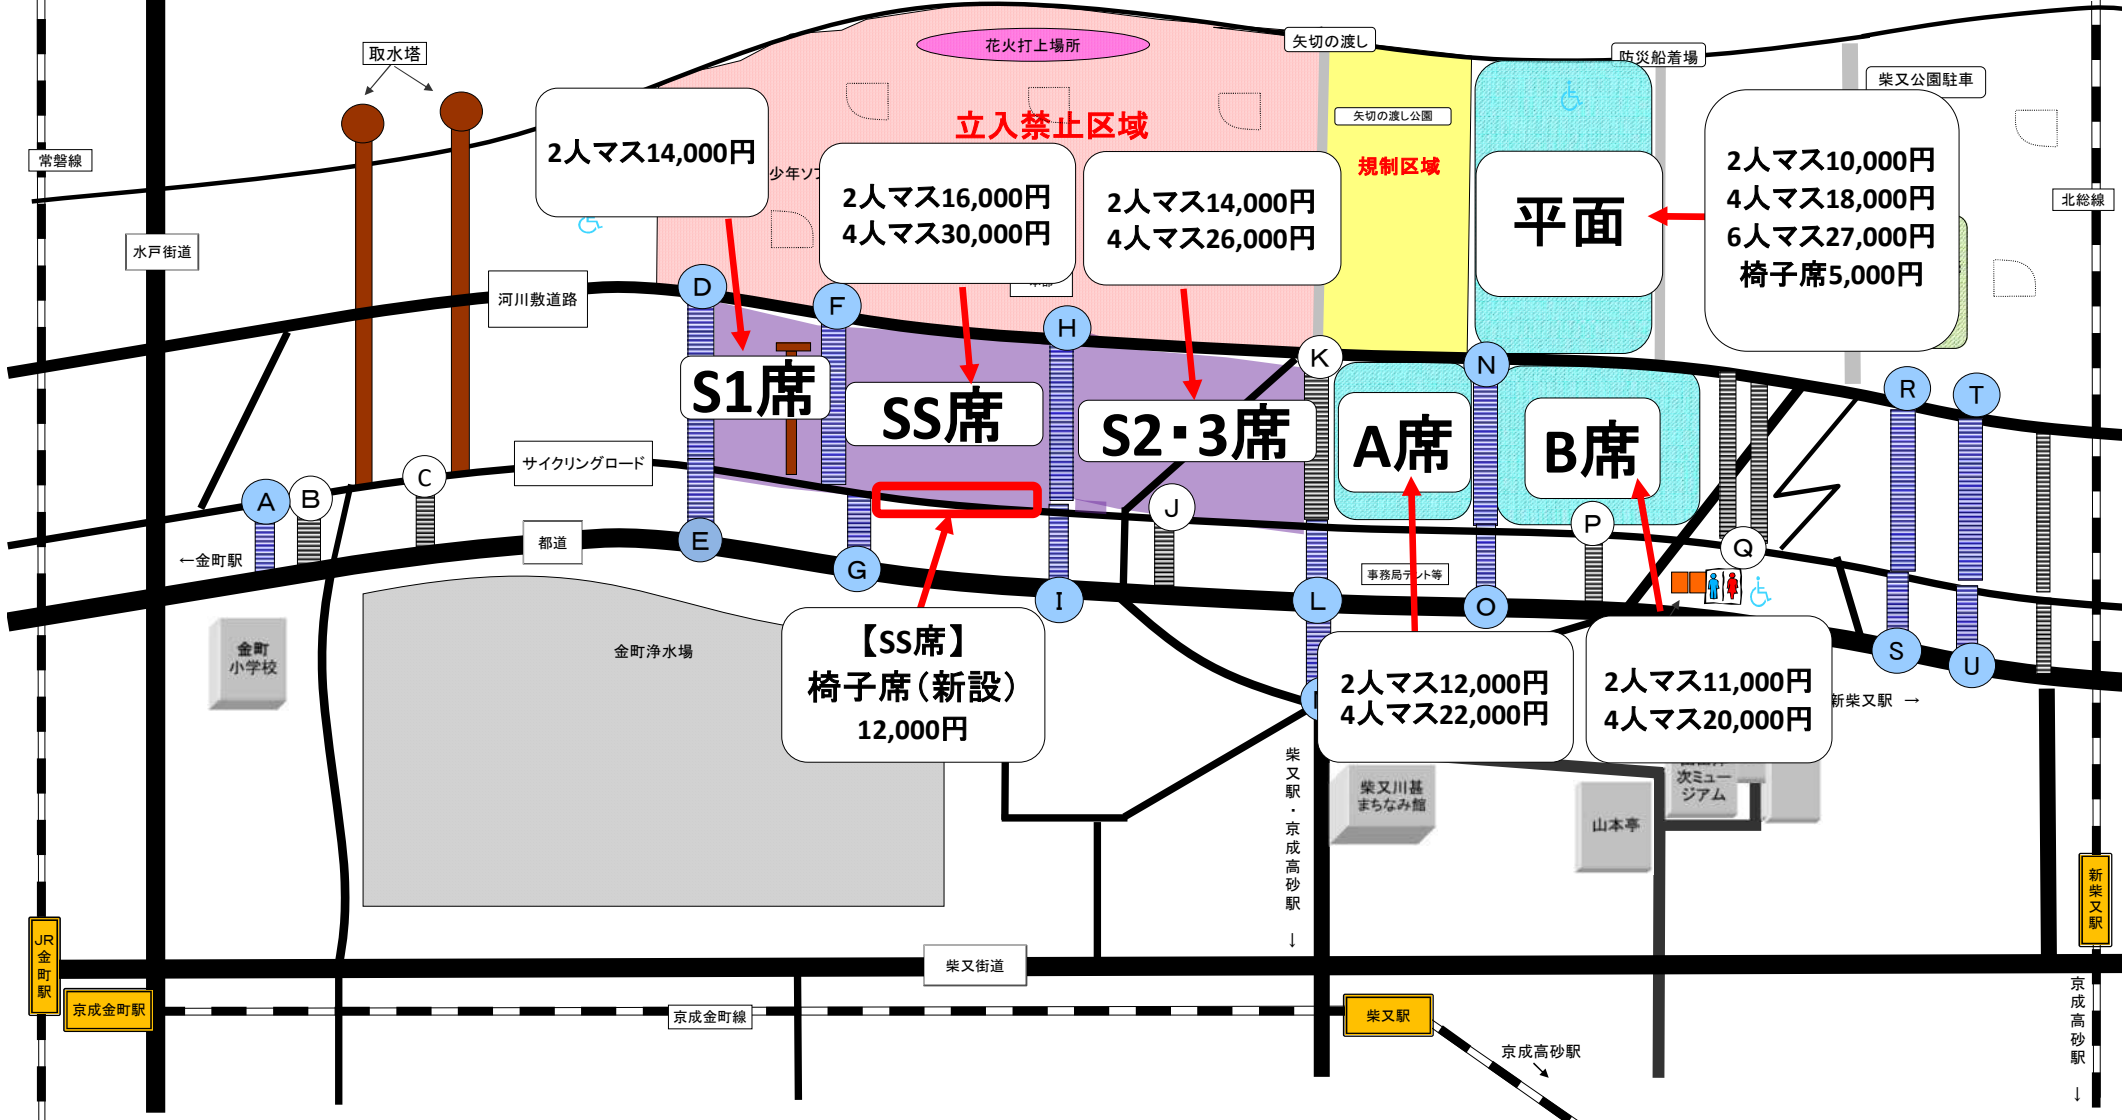 花火打上場所
矢切の渡し
防災船着場
取水塔
柴又公園駐車
立入禁止区域
矢切の渡し公園
規制区域
常磐線
2人マス14,000円
少年ソフ
2人マス16,000円
4人マス30,000円
2人マス14,000円
4人マス26,000円
平面
2人マス10,000円
4人マス18,000円
6人マス27,000円
椅子席5,000円
北総線
水戸街道
河川敷道路
D
F
H
K
N
R
T
S1席
SS席
S2・3席
A席
B席
サイクリングロード
A
B
C
J
P
Q
←金町駅
都道
E
G
I
L
O
S
U
事務局テント等
金町
小学校
金町浄水場
【SS席】
椅子席（新設）
12,000円
2人マス12,000円
4人マス22,000円
2人マス11,000円
4人マス20,000円
新柴又駅 →
柴又駅・京成高砂駅 ↓
柴又川甚
まちなみ館
次ミュー
ジアム
山本亭
新柴又駅
JR金町駅
京成金町駅
柴又街道
京成金町線
柴又駅
京成高砂駅
京成高砂駅 ↓